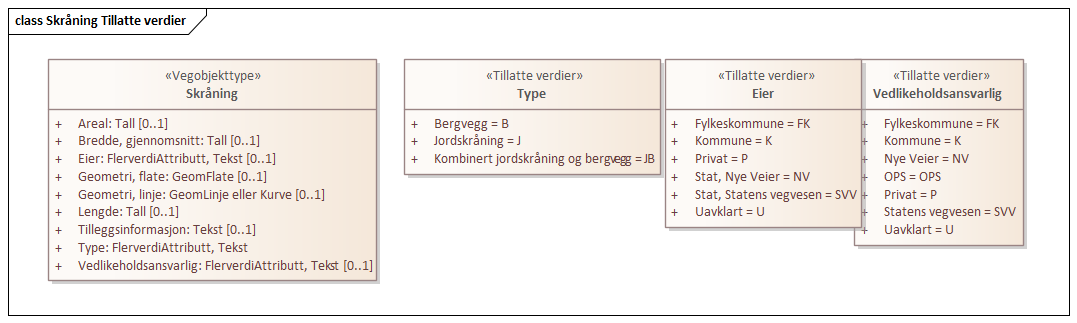 class Skråning Tillatte verdier
«Vegobjekttype»
Skråning
+ Areal: Tall [0..1]
+ Bredde, gjennomsnitt: Tall [0..1]
+ Eier: FlerverdiAttributt, Tekst [0..1]
+ Geometri, flate: GeomFlate [0..1]
+ Geometri, linje: GeomLinje eller Kurve [0..1]
+ Lengde: Tall [0..1]
+ Tilleggsinformasjon: Tekst [0..1]
+ Type: FlerverdiAttributt, Tekst
+ Vedlikeholdsansvarlig: FlerverdiAttributt, Tekst [0..1]
«Tillatte verdier»
Type
+ Bergvegg = B
+ Jordskråning = J
+ Kombinert jordskråning og bergvegg = JB
«Tillatte verdier»
Eier
+ Fylkeskommune = FK
+ Kommune = K
+ Privat = P
+ Stat, Nye Veier = NV
+ Stat, Statens vegvesen = SVV
+ Uavklart = U
«Tillatte verdier»
Vedlikeholdsansvarlig
+ Fylkeskommune = FK
+ Kommune = K
+ Nye Veier = NV
+ OPS = OPS
+ Privat = P
+ Statens vegvesen = SVV
+ Uavklart = U